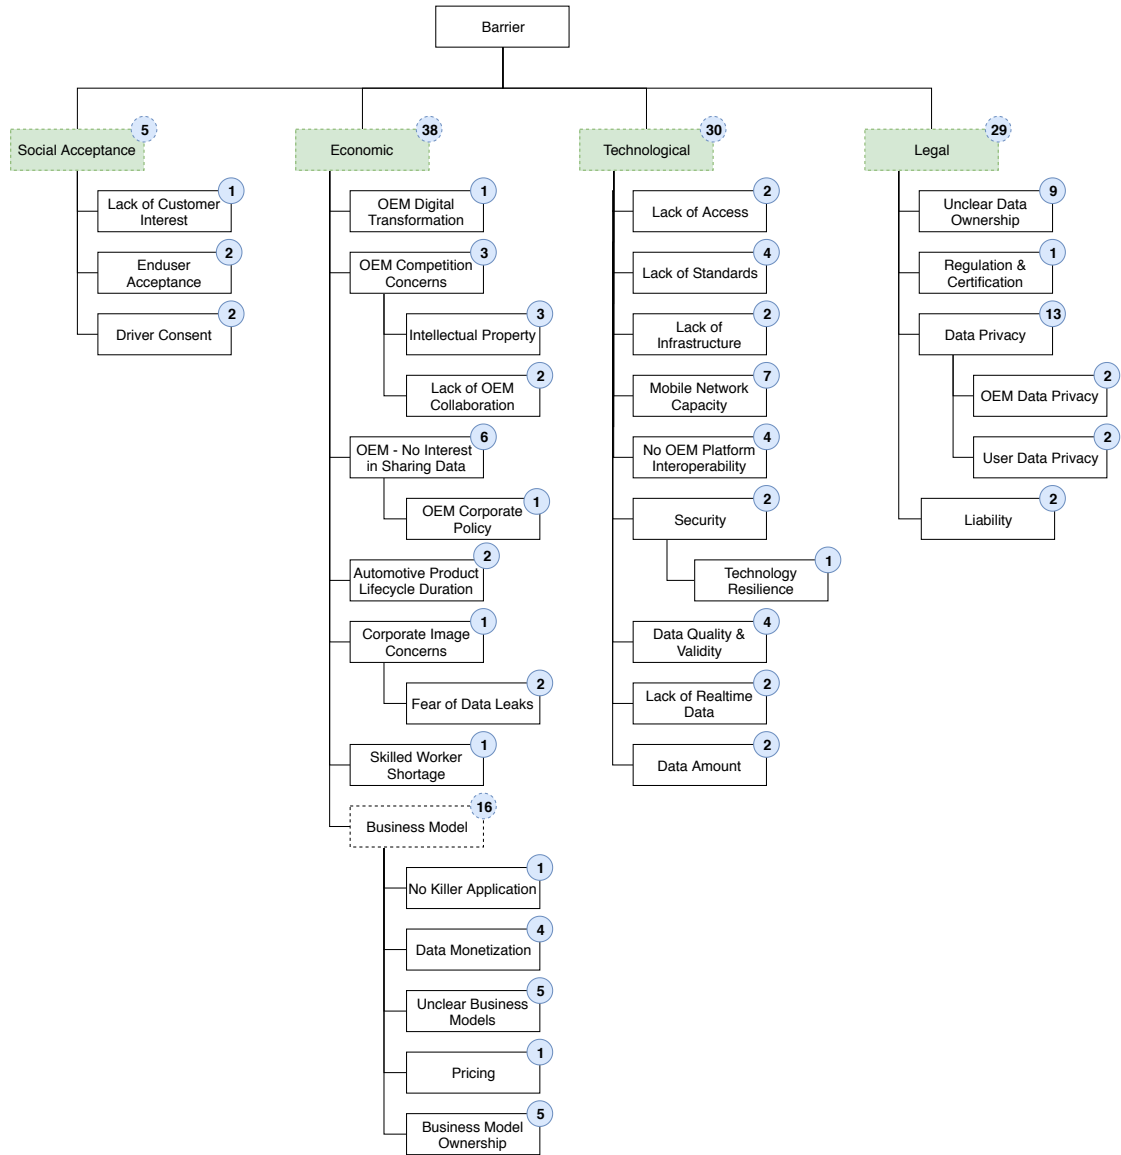 Barrier
5
Social Acceptance
1
Lack of Customer
Interest
2
Enduser
Acceptance
2
Driver Consent
38
Economic
1
OEM Digital
Transformation
3
OEM Competition
Concerns
3
Intellectual Property
2
Lack of OEM
Collaboration
6
OEM - No Interest
in Sharing Data
1
OEM Corporate
Policy
2
Automotive Product
Lifecycle Duration
1
Corporate Image
Concerns
2
Fear of Data Leaks
1
Skilled Worker
Shortage
16
Business Model
1
No Killer Application
4
Data Monetization
5
Unclear Business
Models
1
Pricing
5
Business Model
Ownership
30
Technological
2
Lack of Access
4
Lack of Standards
2
Lack of
Infrastructure
7
Mobile Network
Capacity
4
No OEM Platform
Interoperability
2
Security
1
Technology
Resilience
4
Data Quality &
Validity
2
Lack of Realtime
Data
2
Data Amount
29
Legal
9
Unclear Data
Ownership
1
Regulation &
Certification
13
Data Privacy
2
OEM Data Privacy
2
User Data Privacy
2
Liability